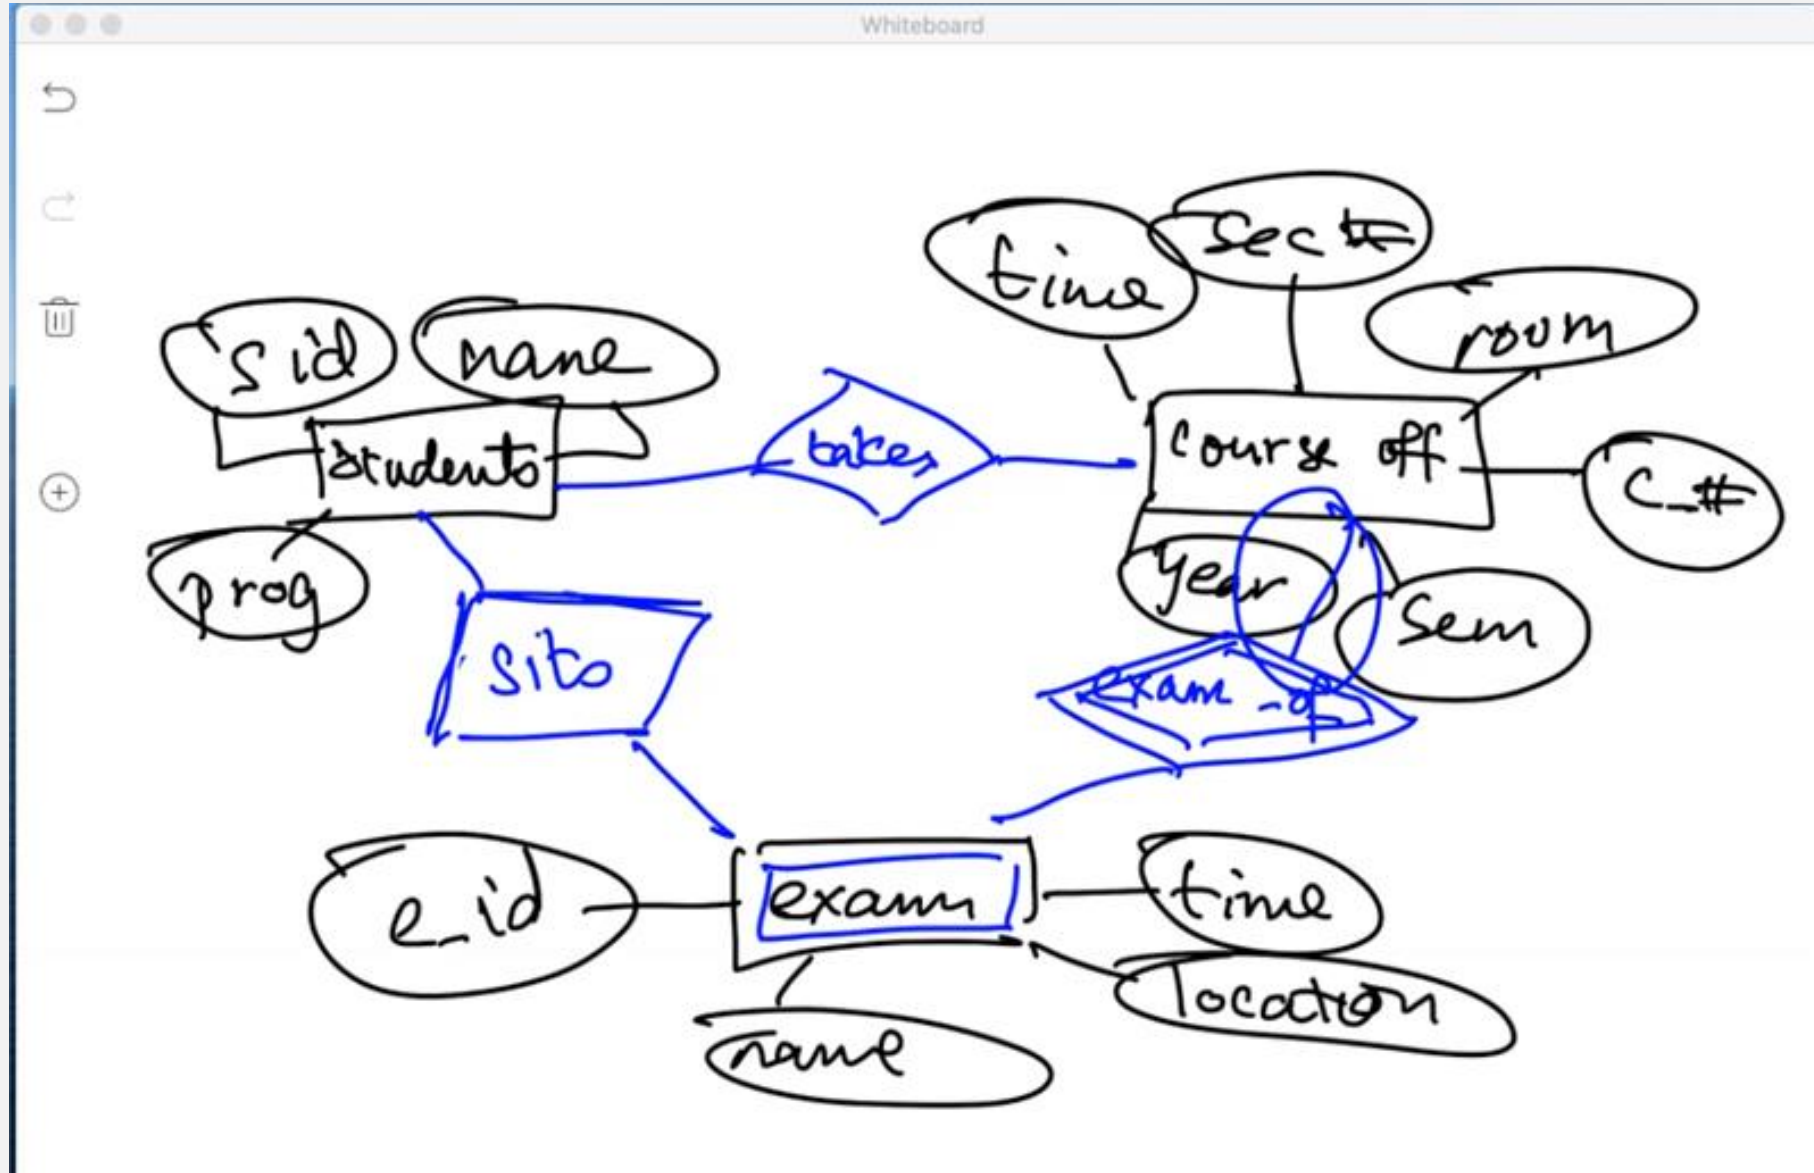 Whiteboard
time
sec #
room
sid
name
students
takes
course off
c_#
prog
year
sem
sits
exam_of
e_id
exam
time
location
name